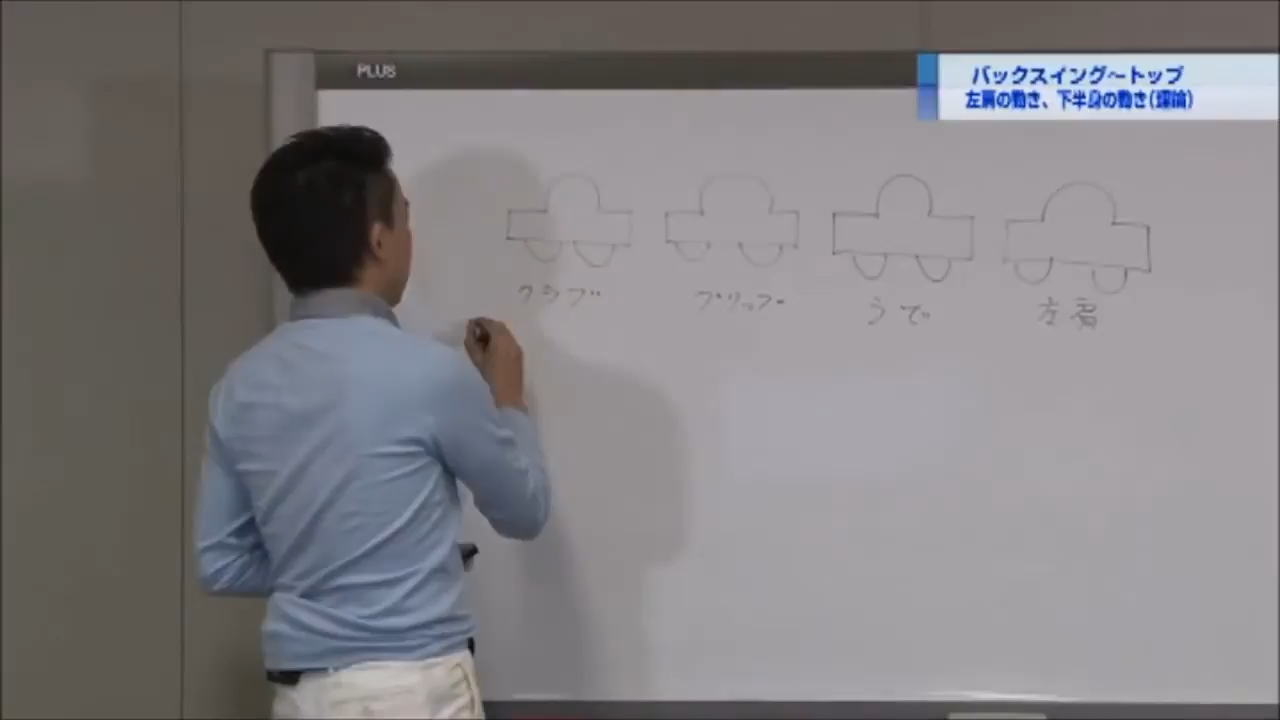 PLUS
バックスイング～トップ
左肩の動き、下半身の動き(理論)
クラブ
グリップ
うで
左肩